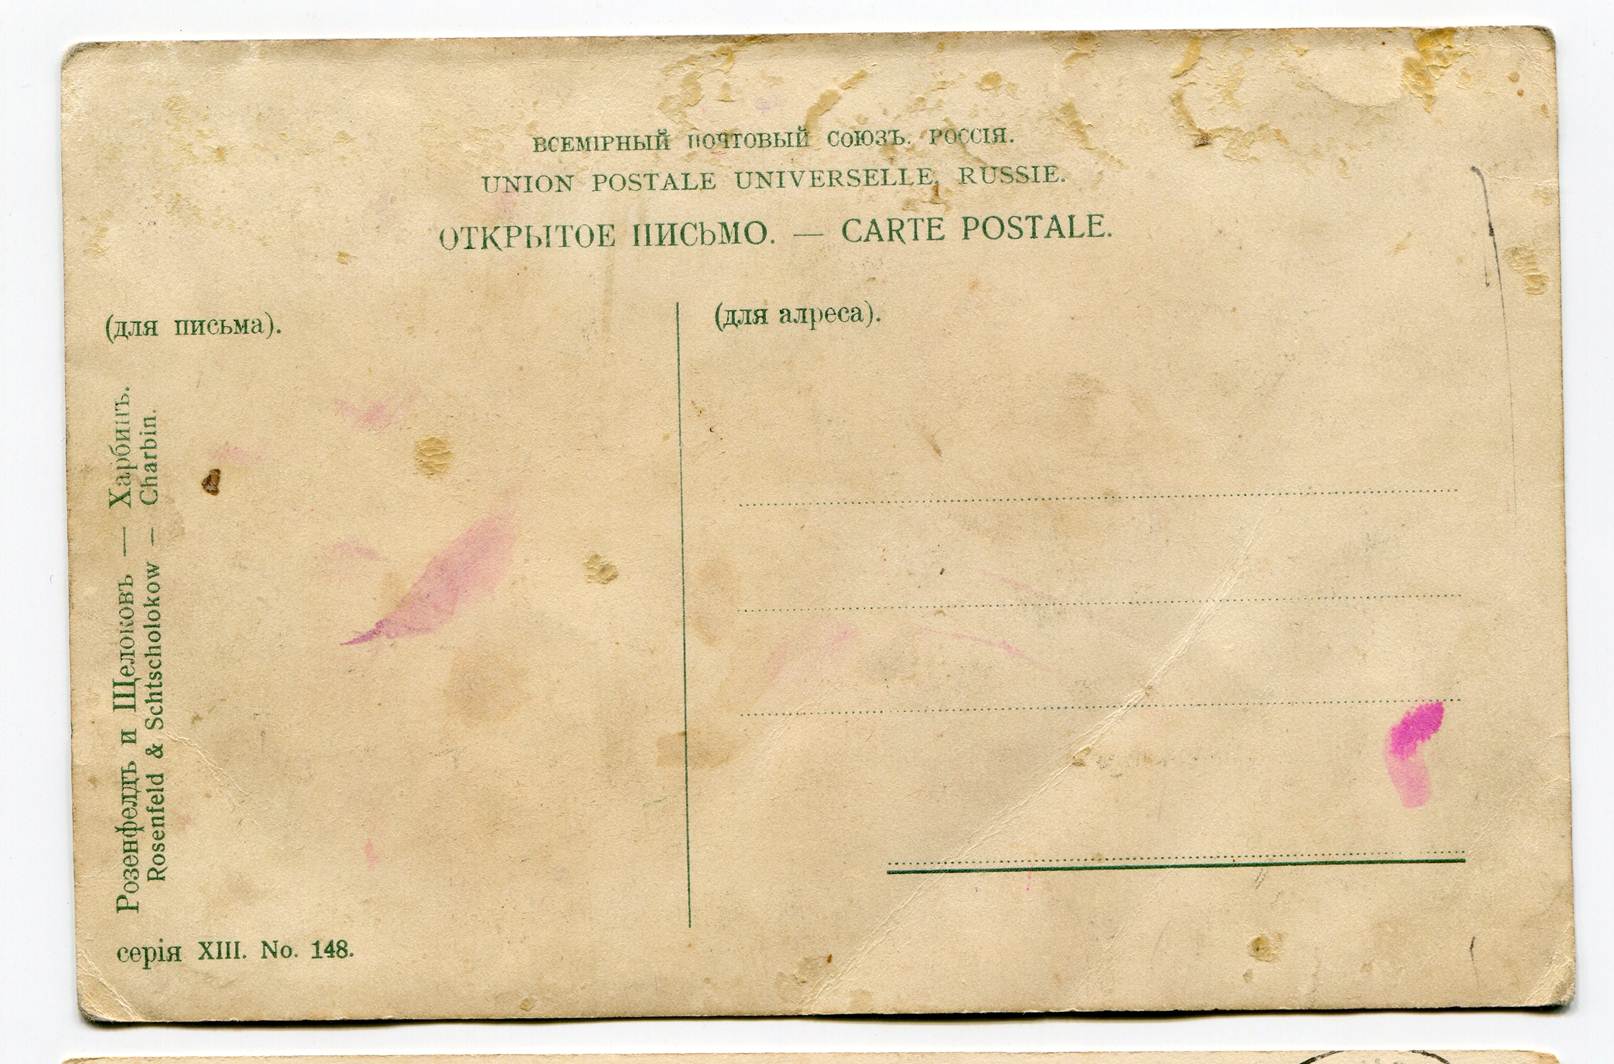 ВСЕМІРНЫЙ ПОЧТОВЫЙ СОЮЗЪ. РОССІЯ.
UNION POSTALE UNIVERSELLE, RUSSIE.
ОТКРЫТОЕ ПИСЬМО. — CARTE POSTALE.
(для письма).
(для адреса).
Розенфелдъ и Щелоковъ — Харбинъ.
Rosenfeld & Schtscholokow — Charbin.
серія XIII. No. 148.